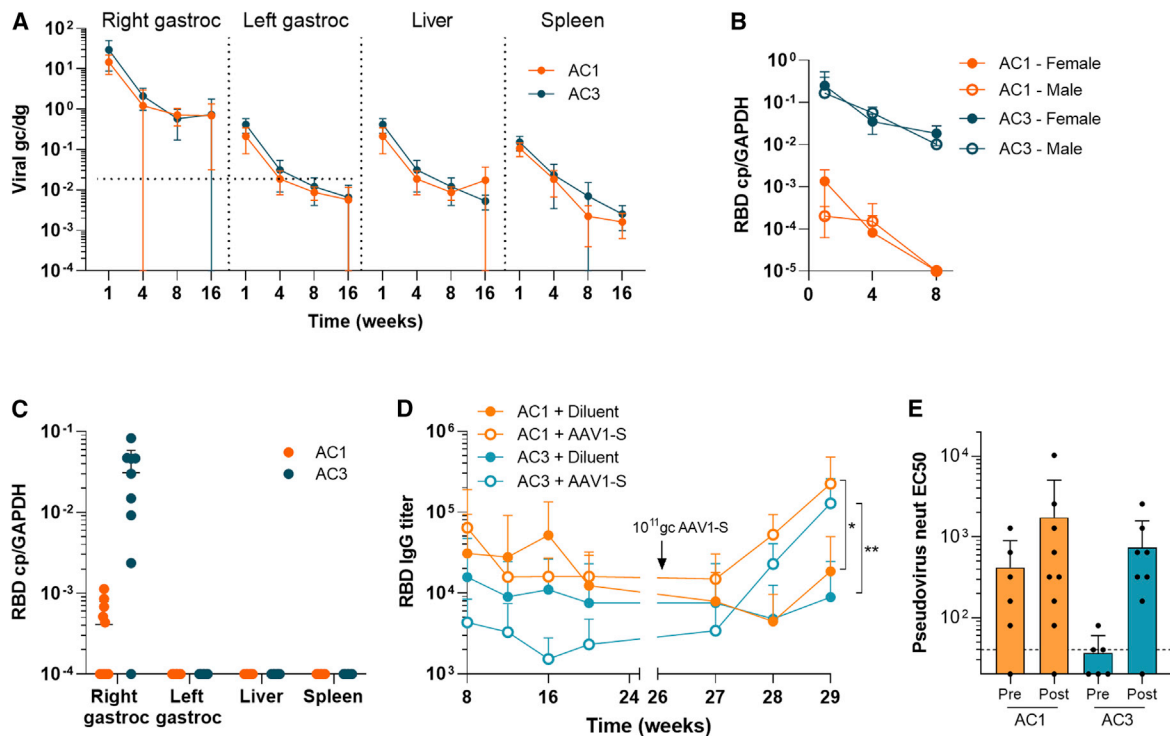 A
Right gastroc Left gastroc Liver Spleen
Viral gc/dg
10^2
10^1
10^0
10^-1
10^-2
10^-3
10^-4
AC1
AC3
1 4 8 16 1 4 8 16 1 4 8 16 1 4 8 16
Time (weeks)
B
RBD cp/GAPDH
10^0
10^-1
10^-2
10^-3
10^-4
10^-5
0 4 8
AC1 - Female
AC1 - Male
AC3 - Female
AC3 - Male
C
RBD cp/GAPDH
10^0
10^-1
10^-2
10^-3
10^-4
AC1
AC3
Right gastroc
Left gastroc
Liver
Spleen
D
AC1 + Diluent
AC1 + AAV1-S
AC3 + Diluent
AC3 + AAV1-S
RBD IgG titer
10^6
10^5
10^4
10^3
10^11gc AAV1-S
*
**
8 16 24 26 27 28 29
Time (weeks)
E
Pseudovirus neut EC50
10^4
10^3
10^2
Pre Post Pre Post
AC1 AC3